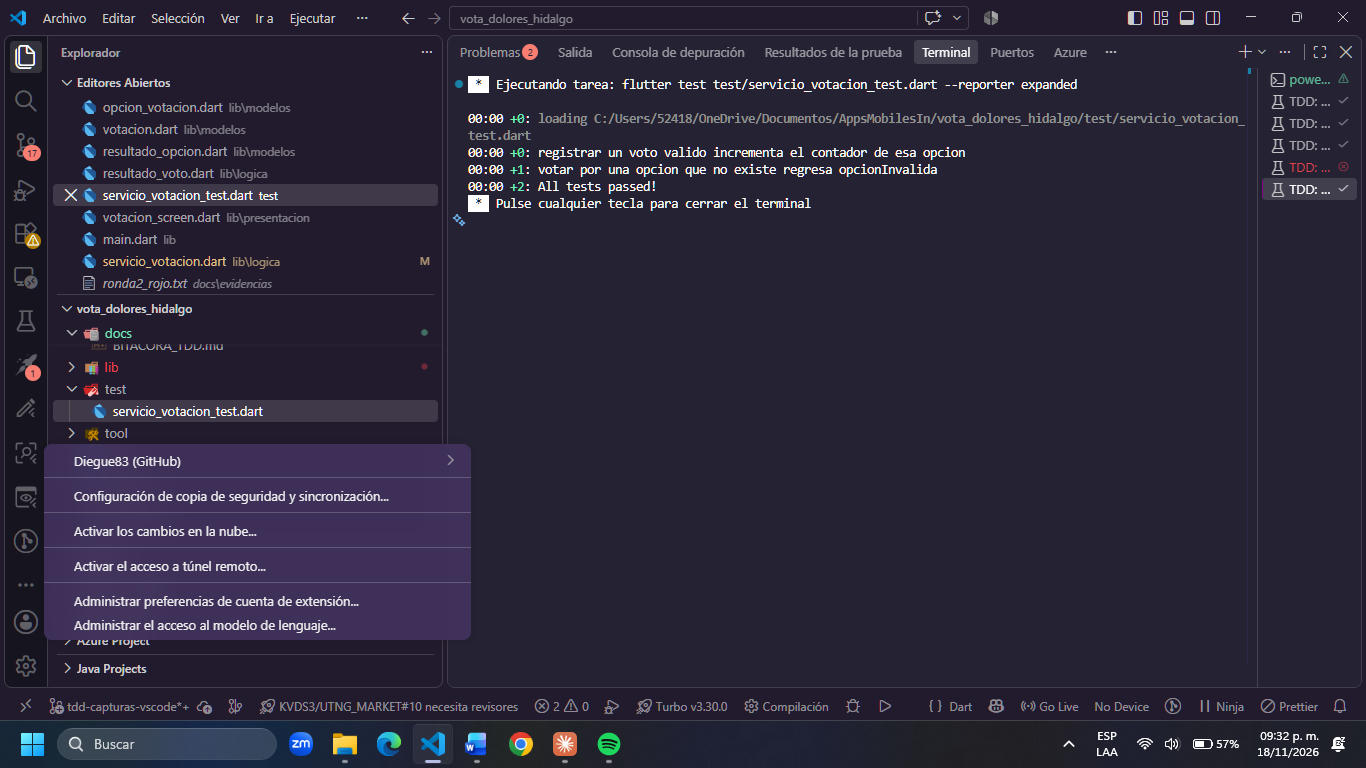 Archivo Editar Selección Ver Ir a Ejecutar ··· vota_dolores_hidalgo
Explorador ···
Editores Abiertos
opcion_votacion.dart lib\modelos
votacion.dart lib\modelos
resultado_opcion.dart lib\modelos
resultado_voto.dart lib\logica
servicio_votacion_test.dart test
votacion_screen.dart lib\presentacion
main.dart lib
servicio_votacion.dart lib\logica M
ronda2_rojo.txt docs\evidencias
vota_dolores_hidalgo
docs
BITACORA_TDD.md
lib
test
servicio_votacion_test.dart
tool
17
1
Diegue83 (GitHub)
Configuración de copia de seguridad y sincronización...
Activar los cambios en la nube...
Activar el acceso a túnel remoto...
Administrar preferencias de cuenta de extensión...
Administrar el acceso al modelo de lenguaje...
Azure Project
Java Projects
Problemas 2 Salida Consola de depuración Resultados de la prueba Terminal Puertos Azure ···
* Ejecutando tarea: flutter test test/servicio_votacion_test.dart --reporter expanded
00:00 +0: loading C:/Users/52418/OneDrive/Documentos/AppsMobilesIn/vota_dolores_hidalgo/test/servicio_votacion_
test.dart
00:00 +0: registrar un voto valido incrementa el contador de esa opcion
00:00 +1: votar por una opcion que no existe regresa opcionInvalida
00:00 +2: All tests passed!
* Pulse cualquier tecla para cerrar el terminal
powe...
TDD: ...
TDD: ...
TDD: ...
TDD: ...
TDD: ...
tdd-capturas-vscode*+ KVDS3/UTNG_MARKET#10 necesita revisores 2 0 Turbo v3.30.0 Compilación {} Dart Go Live No Device Ninja Prettier
Buscar zm ESP 57% 09:32 p. m.
LAA 18/11/2026